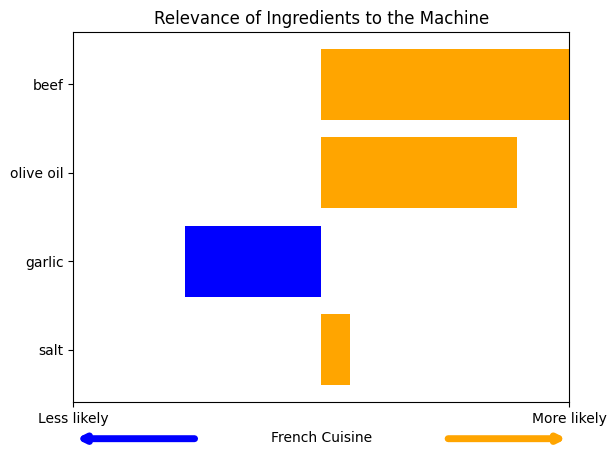 Relevance of Ingredients to the Machine
beef
olive oil
garlic
salt
Less likely
More likely
French Cuisine